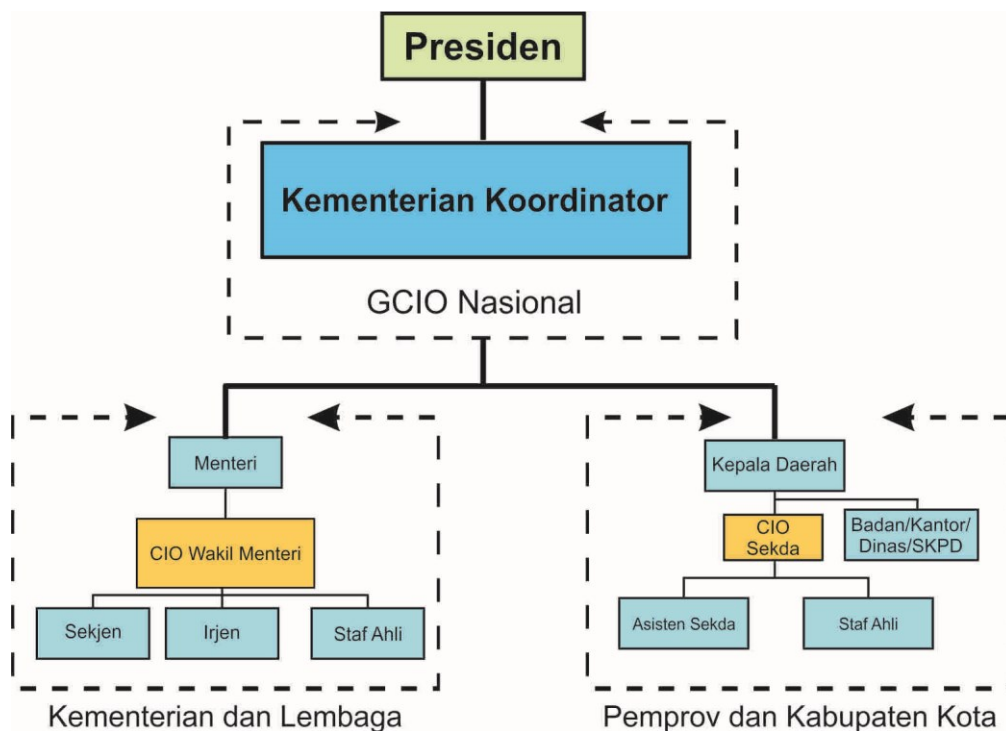 Presiden
Kementerian Koordinator
GCIO Nasional
Menteri
CIO Wakil Menteri
Sekjen
Irjen
Staf Ahli
Kementerian dan Lembaga
Kepala Daerah
CIO
Sekda
Badan/Kantor/
Dinas/SKPD
Asisten Sekda
Staf Ahli
Pemprov dan Kabupaten Kota